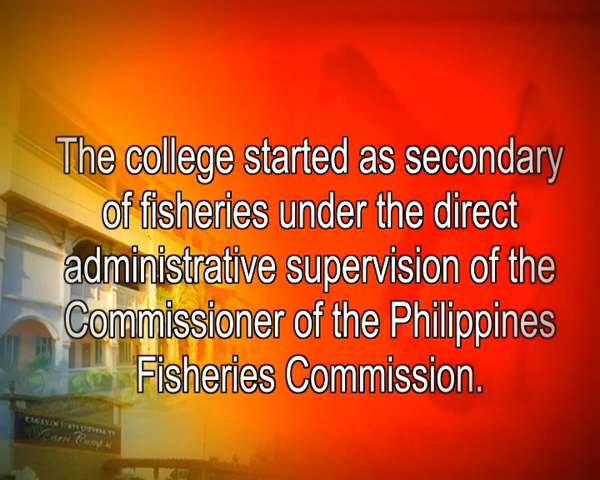 The college started as secondary
of fisheries under the direct
administrative supervision of the
Commissioner of the Philippines
Fisheries Commission.